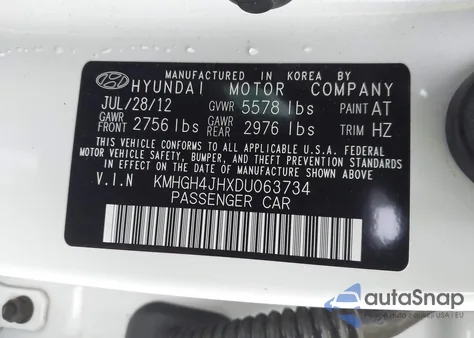 MANUFACTURED IN KOREA BY
HYUNDAI MOTOR COMPANY
JUL/28/12 GVWR 5578 lbs PAINT AT
GAWR FRONT 2756 lbs GAWR REAR 2976 lbs TRIM HZ
THIS VEHICLE CONFORMS TO ALL APPLICABLE U.S.A FEDERAL
MOTOR VEHICLE SAFETY, BUMPER, AND THEFT PREVENTION STANDARDS
IN EFFECT ON THE DATE OF MANUFACTURE SHOWN ABOVE.
V.I.N KMHGH4JHXDU063734
PASSENGER CAR
autoSnap